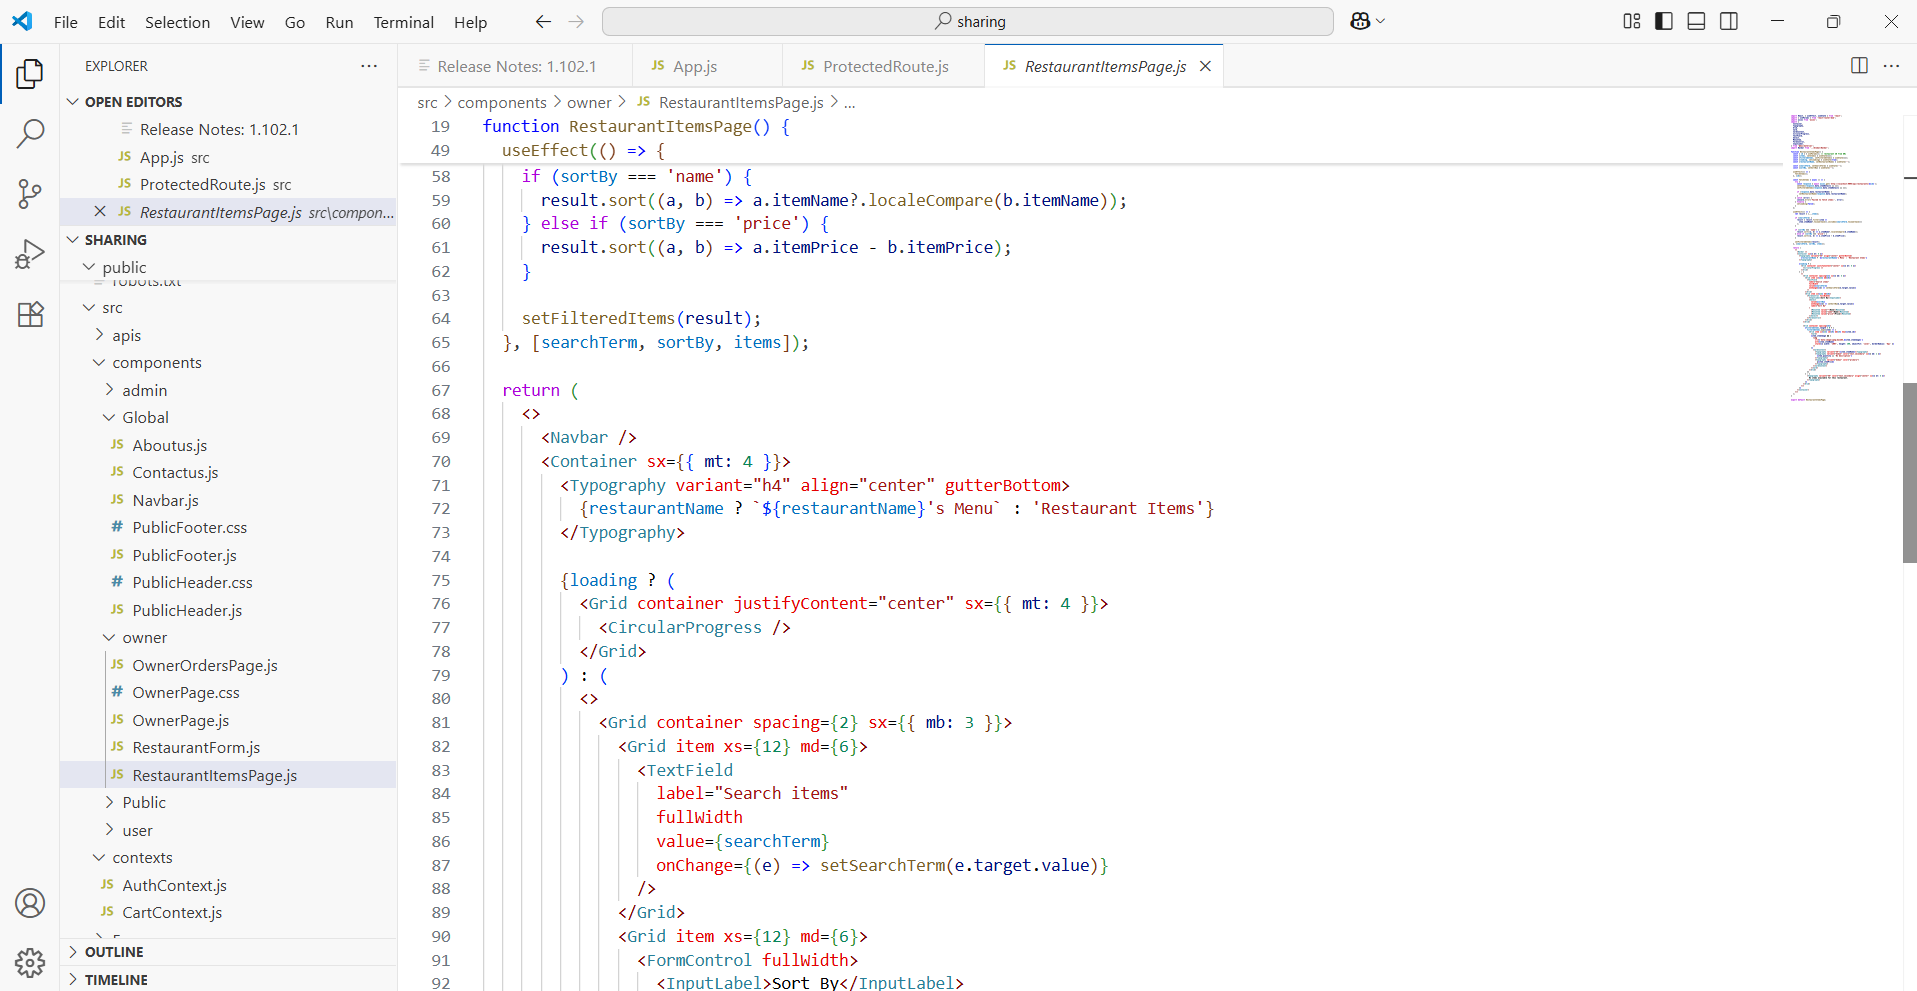 File Edit Selection View Go Run Terminal Help
sharing
EXPLORER
OPEN EDITORS
Release Notes: 1.102.1
JS App.js src
JS ProtectedRoute.js src
JS RestaurantItemsPage.js src\compon...
SHARING
public
robots.txt
src
apis
components
admin
Global
JS Aboutus.js
JS Contactus.js
JS Navbar.js
# PublicFooter.css
JS PublicFooter.js
# PublicHeader.css
JS PublicHeader.js
owner
JS OwnerOrdersPage.js
# OwnerPage.css
JS OwnerPage.js
JS RestaurantForm.js
JS RestaurantItemsPage.js
Public
user
contexts
JS AuthContext.js
JS CartContext.js
OUTLINE
TIMELINE
Release Notes: 1.102.1
JS App.js
JS ProtectedRoute.js
JS RestaurantItemsPage.js
src > components > owner > JS RestaurantItemsPage.js > ...
19 function RestaurantItemsPage() {
49 useEffect(() => {
58 if (sortBy === 'name') {
59 result.sort((a, b) => a.itemName?.localeCompare(b.itemName));
60 } else if (sortBy === 'price') {
61 result.sort((a, b) => a.itemPrice - b.itemPrice);
62 }
63
64 setFilteredItems(result);
65 }, [searchTerm, sortBy, items]);
66
67 return (
68 <>
69 <Navbar />
70 <Container sx={{ mt: 4 }}>
71 <Typography variant="h4" align="center" gutterBottom>
72 {restaurantName ? `${restaurantName}'s Menu` : 'Restaurant Items'}
73 </Typography>
74
75 {loading ? (
76 <Grid container justifyContent="center" sx={{ mt: 4 }}>
77 <CircularProgress />
78 </Grid>
79 ) : (
80 <>
81 <Grid container spacing={2} sx={{ mb: 3 }}>
82 <Grid item xs={12} md={6}>
83 <TextField
84 label="Search items"
85 fullWidth
86 value={searchTerm}
87 onChange={(e) => setSearchTerm(e.target.value)}
88 />
89 </Grid>
90 <Grid item xs={12} md={6}>
91 <FormControl fullWidth>
92 <InputLabel>Sort By</InputLabel>